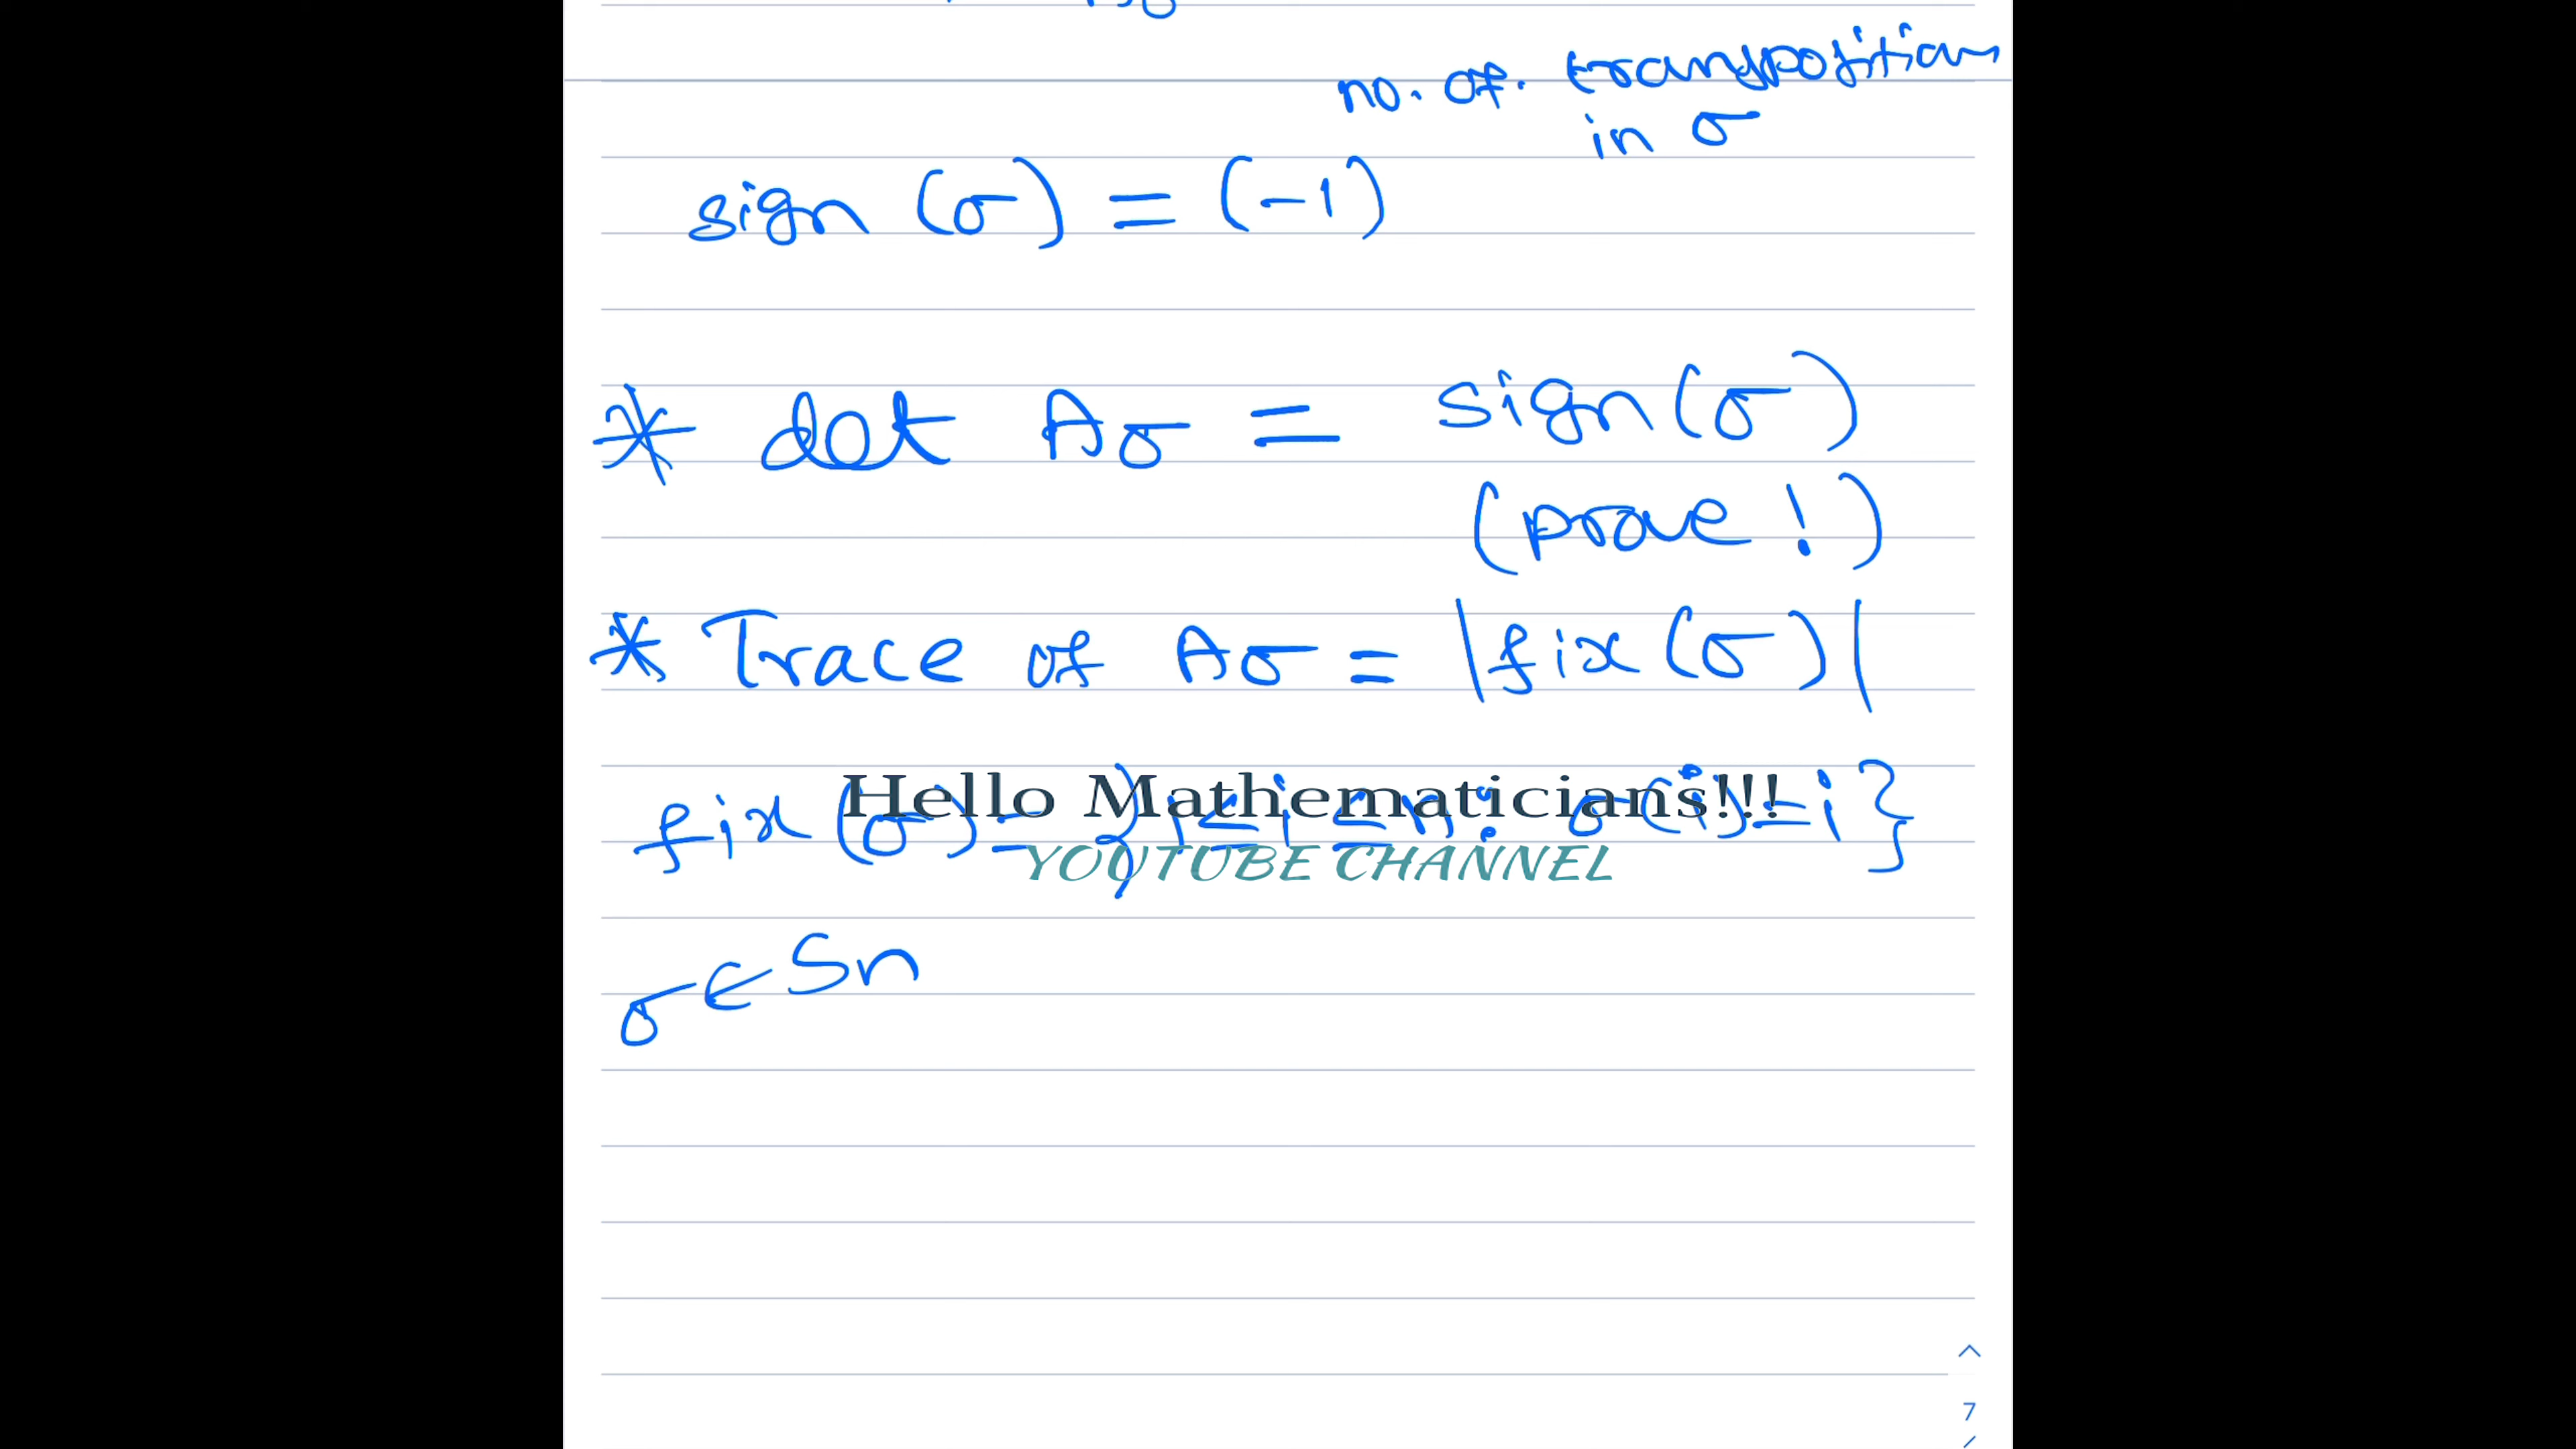 no. of. transposition
in σ
sign (σ) = (-1)
* det Aσ = sign(σ)
(prove!)
* Trace of Aσ = |fix(σ)|
fix(σ) = {1≤i≤n: σ(i)=i}
Hello Mathematicians!!!
YOUTUBE CHANNEL
σ ∈ Sn
7